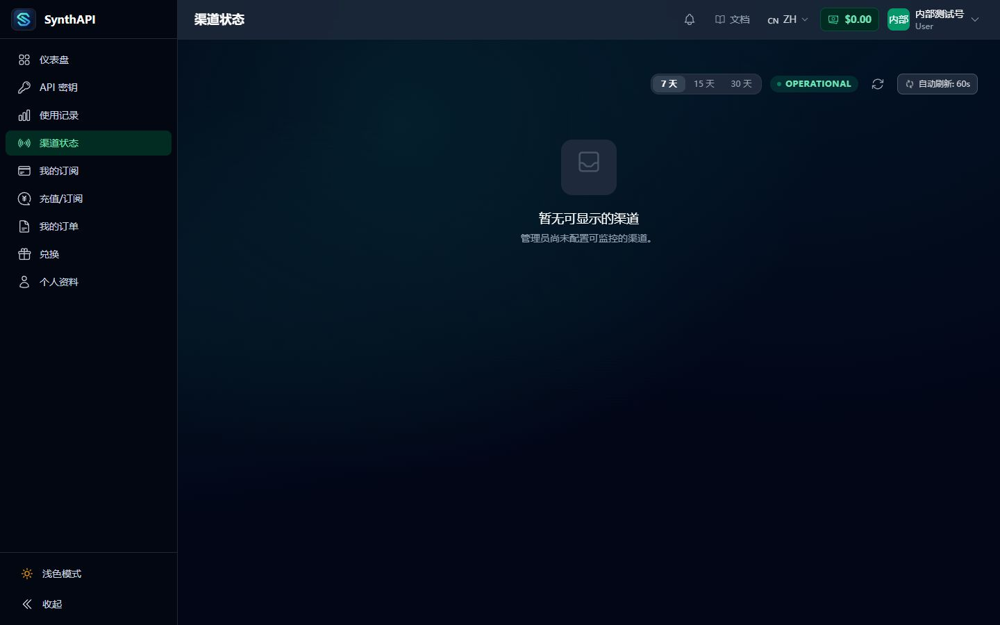 SynthAPI
渠道状态
文档
CN ZH
$0.00
内部
内部测试号
User
仪表盘
API 密钥
使用记录
渠道状态
我的订阅
充值/订阅
我的订单
兑换
个人资料
7 天
15 天
30 天
OPERATIONAL
自动刷新: 60s
暂无可显示的渠道
管理员尚未配置可监控的渠道。
浅色模式
收起